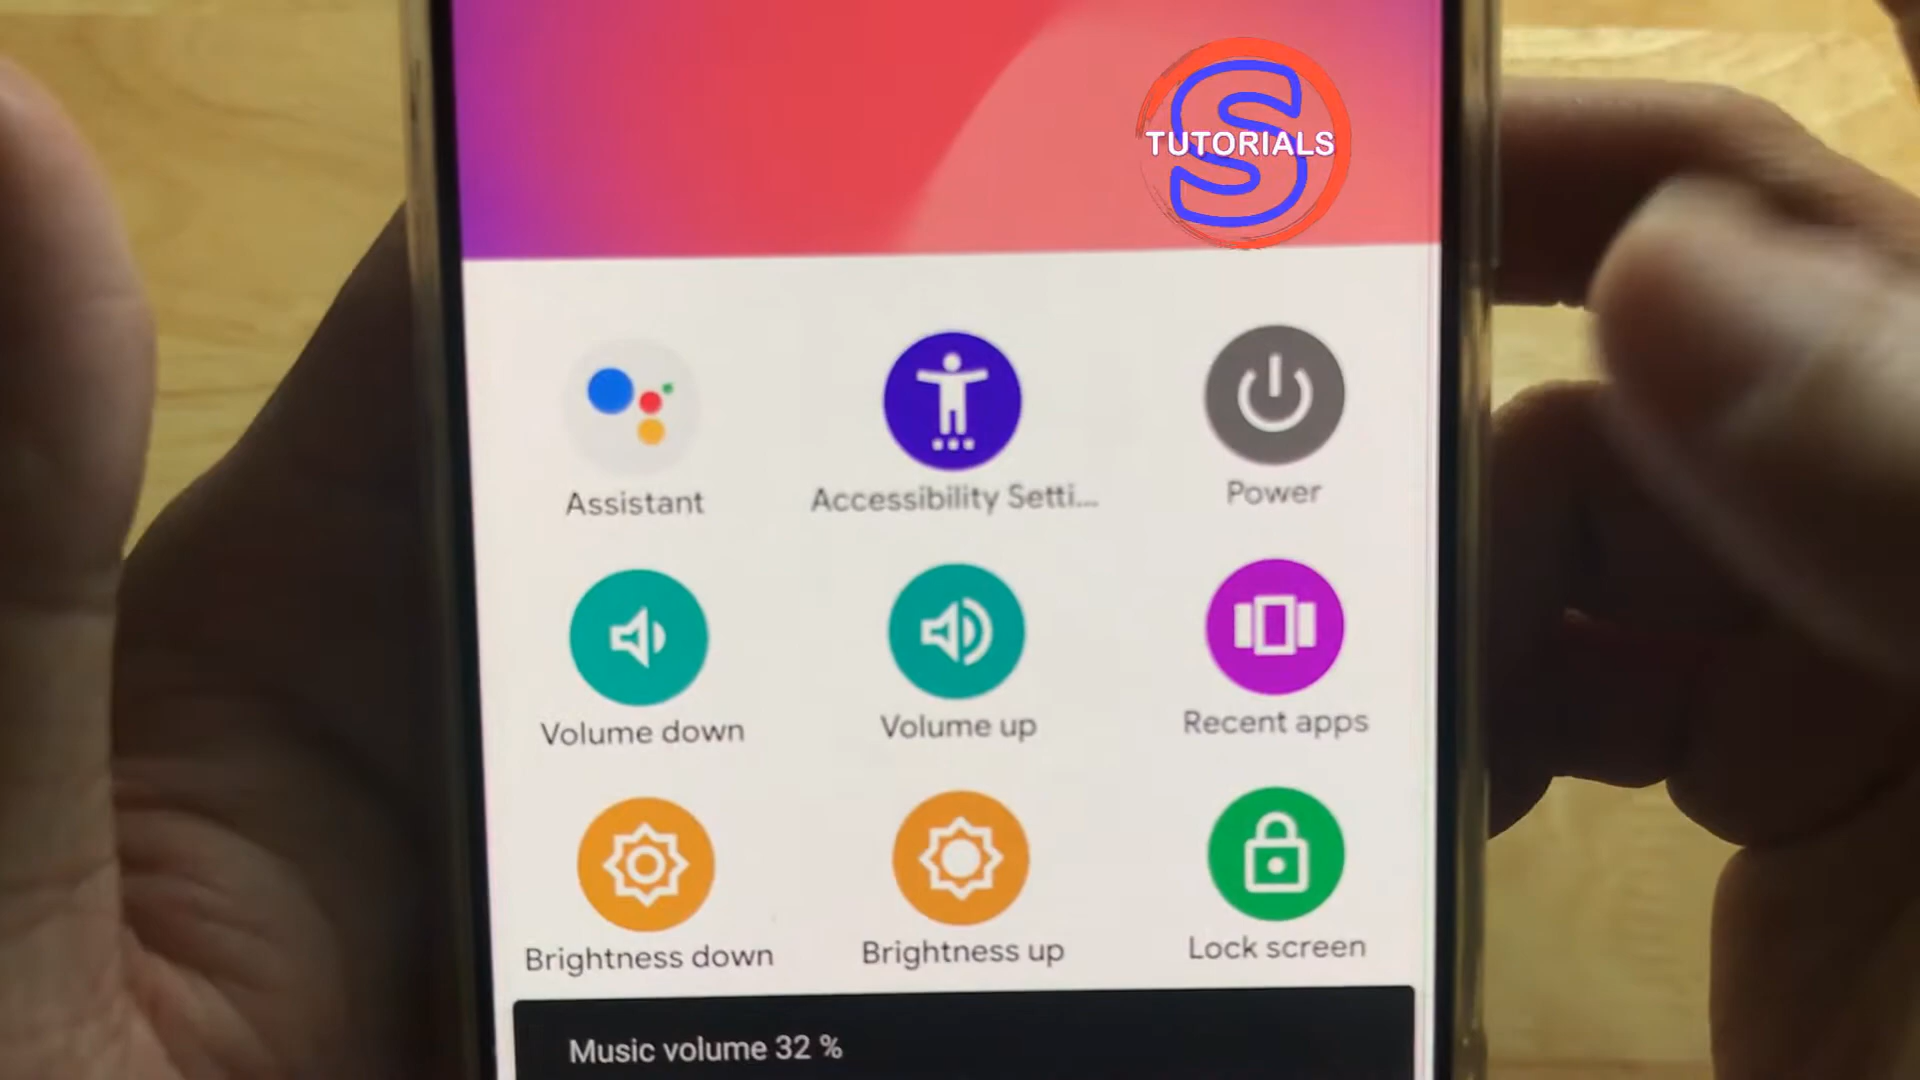 S
TUTORIALS
Assistant
Accessibility Setti...
Power
Volume down
Volume up
Recent apps
Brightness down
Brightness up
Lock screen
Music volume 32 %